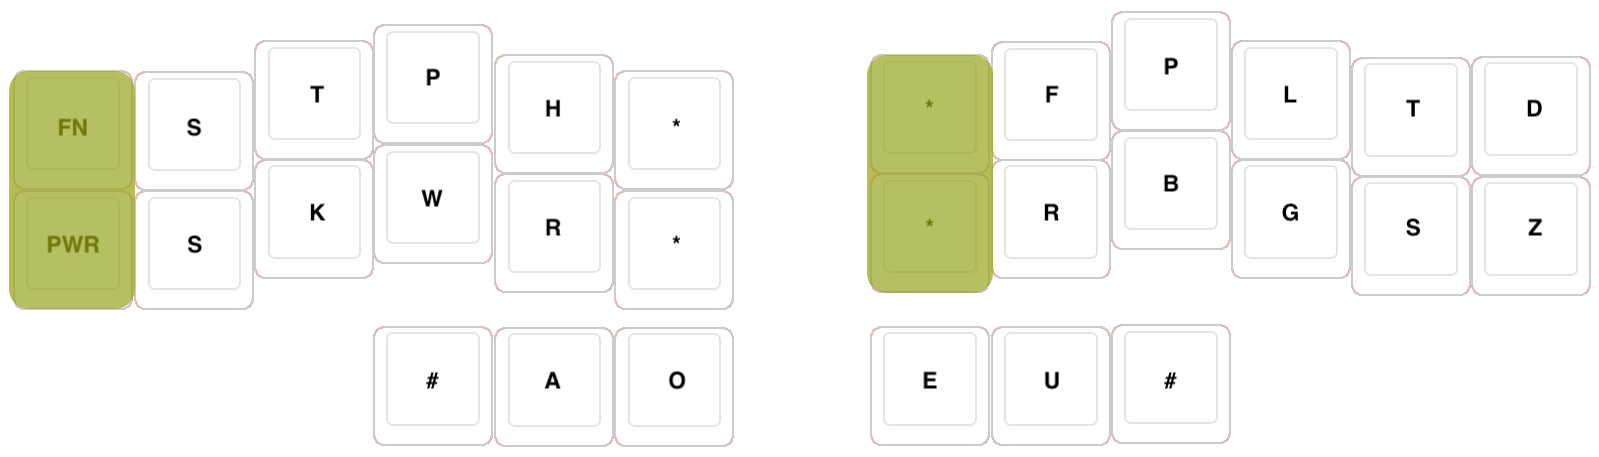 FN S T P H * * F P L T D
PWR S K W R * * R B G S Z
# A O E U #